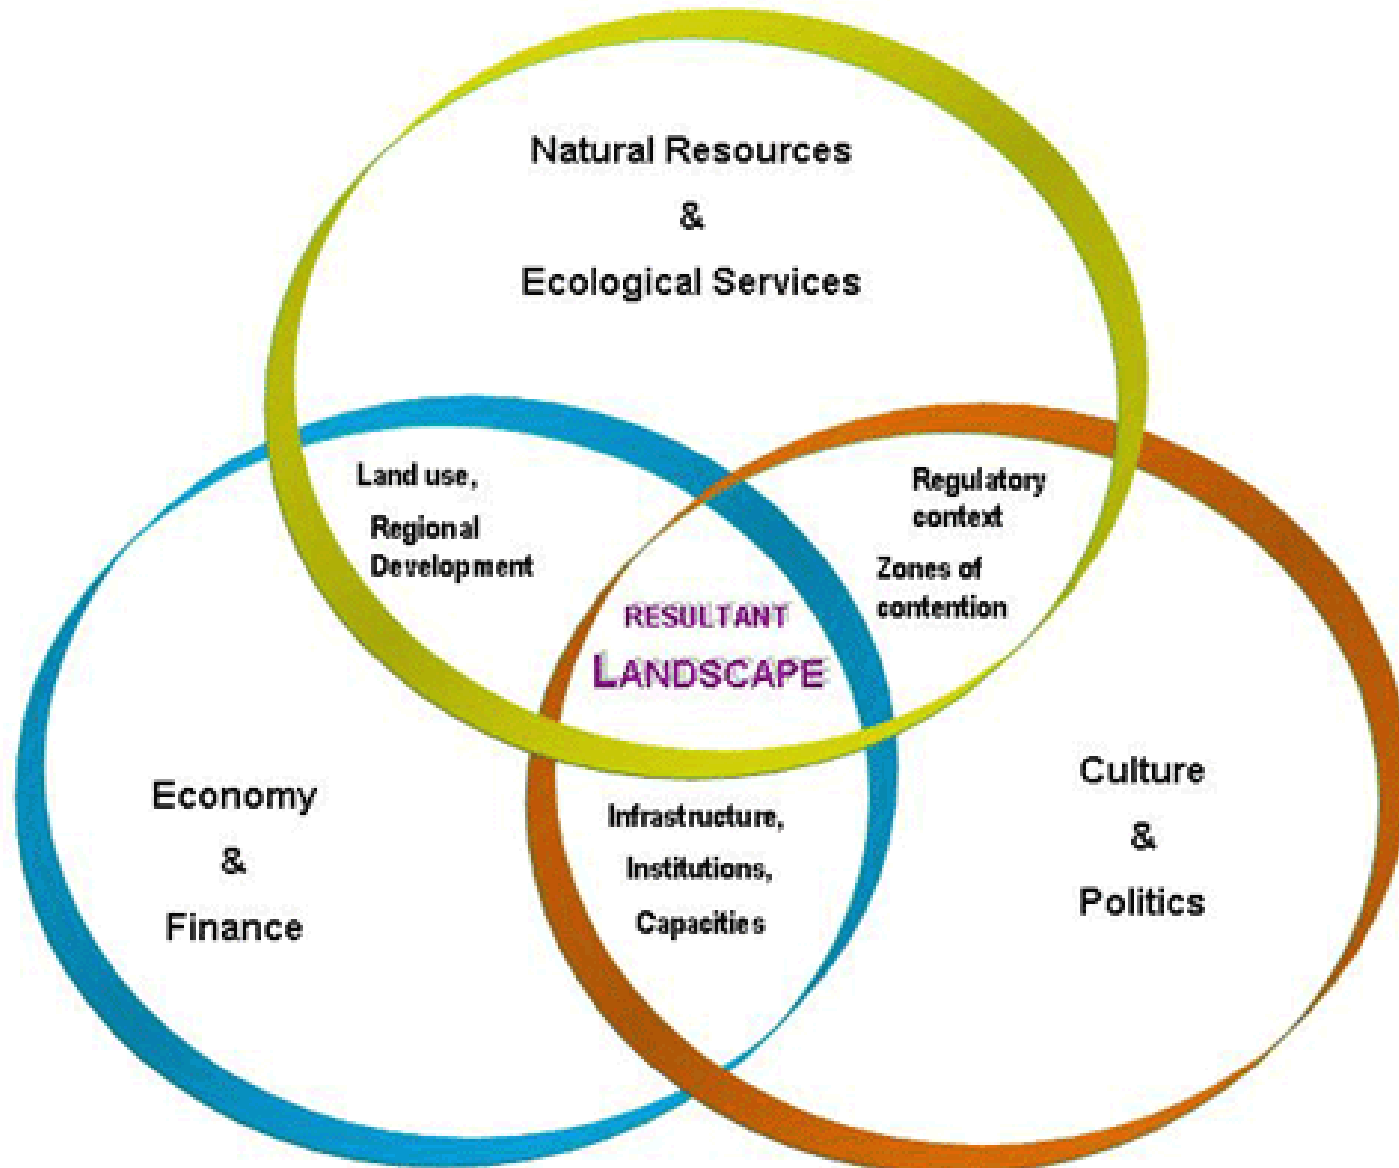 Natural Resources
&
Ecological Services
Land use,
Regional
Development
Regulatory
context
Zones of
contention
RESULTANT
LANDSCAPE
Economy
&
Finance
Infrastructure,
Institutions,
Capacities
Culture
&
Politics